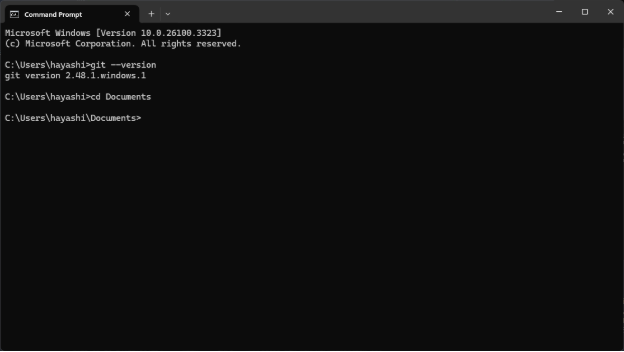 Command Prompt
Microsoft Windows [Version 10.0.26100.3323]
(c) Microsoft Corporation. All rights reserved.
C:\Users\hayashi>git --version
git version 2.48.1.windows.1
C:\Users\hayashi>cd Documents
C:\Users\hayashi\Documents>